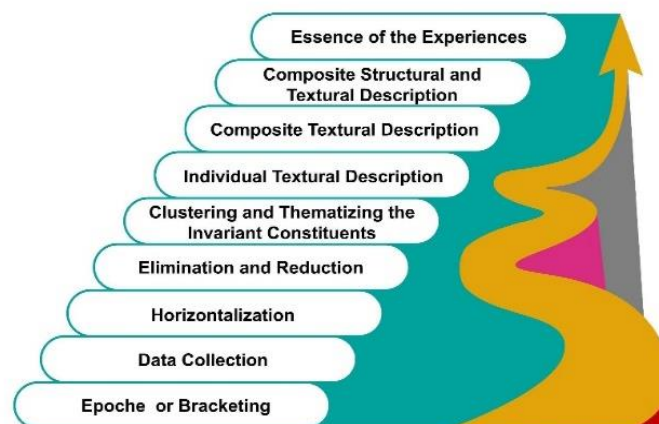 Essence of the Experiences
Composite Structural and
Textural Description
Composite Textural Description
Individual Textural Description
Clustering and Thematizing the
Invariant Constituents
Elimination and Reduction
Horizontalization
Data Collection
Epoche or Bracketing